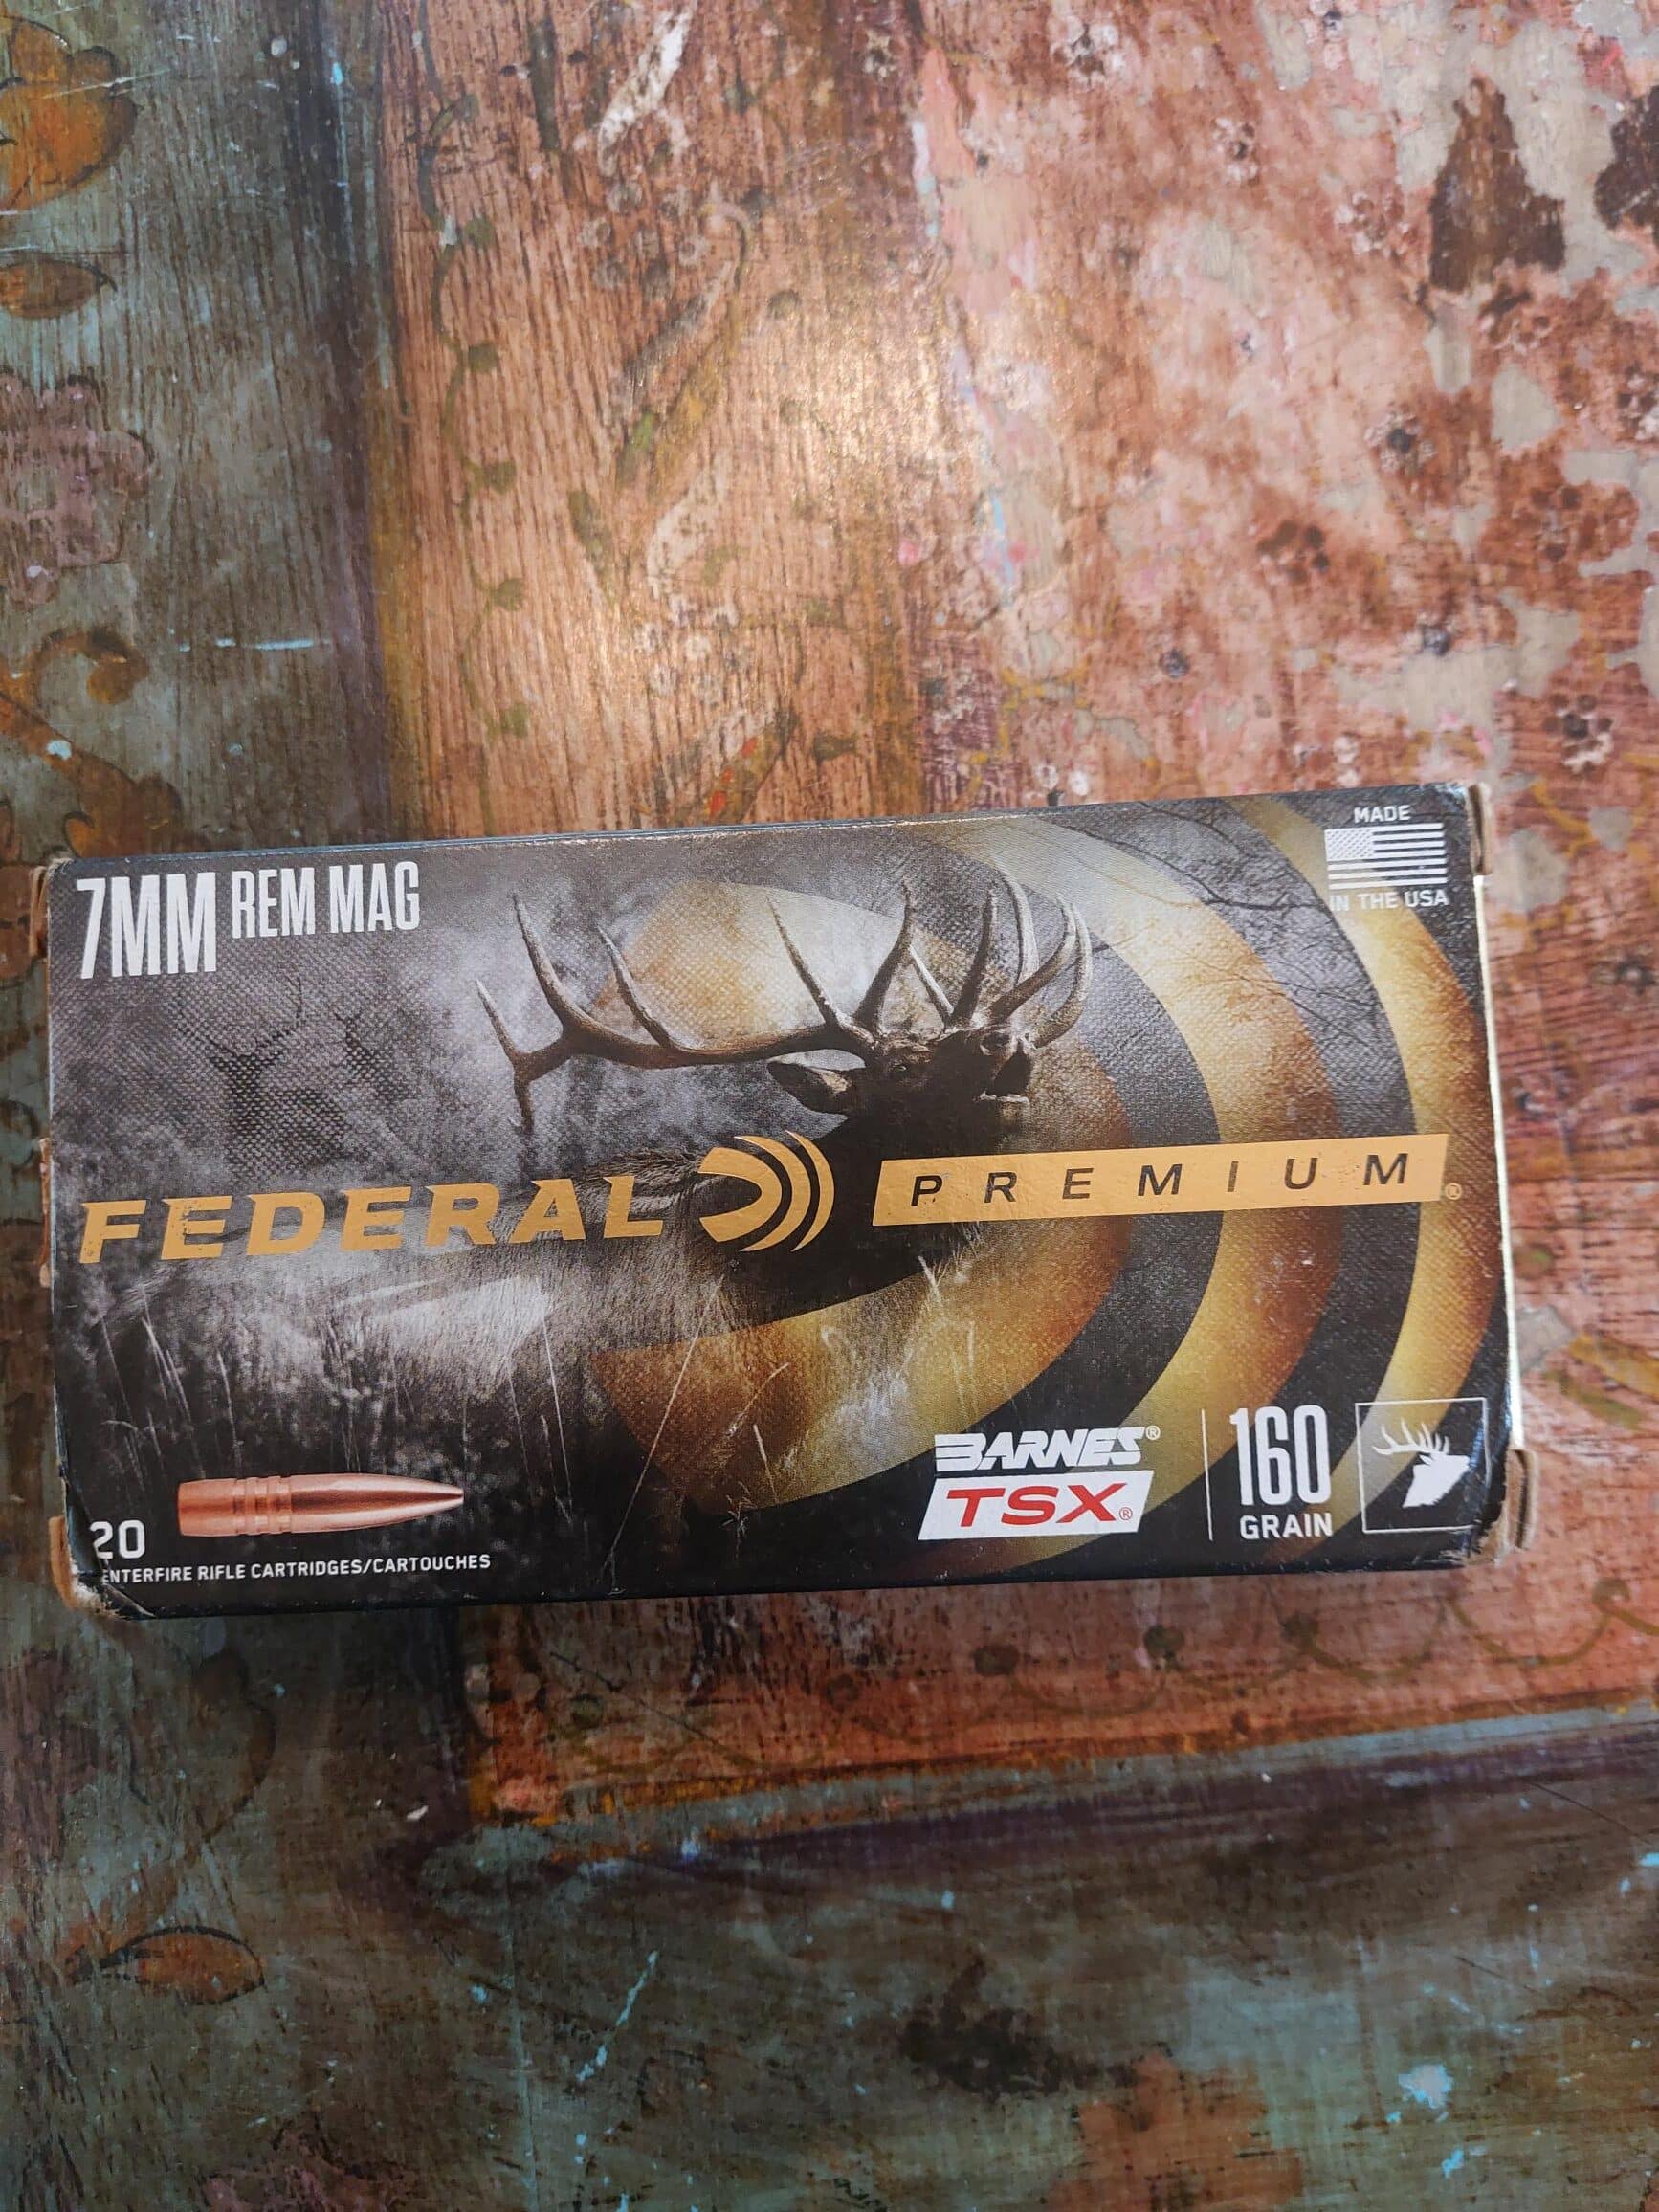 MADE
IN THE USA
7MM REM MAG
FEDERAL PREMIUM®
BARNES®
TSX®
160
GRAIN
20
ENTERFIRE RIFLE CARTRIDGES/CARTOUCHES